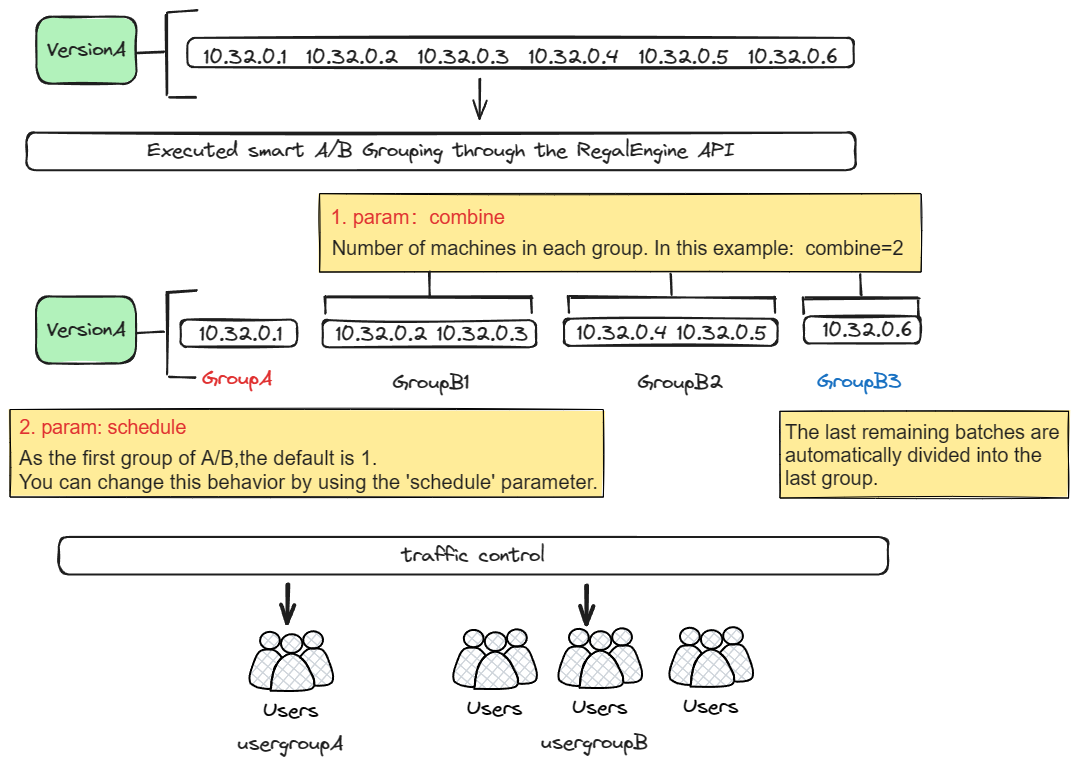 VersionA
10.32.0.1 10.32.0.2 10.32.0.3 10.32.0.4 10.32.0.5 10.32.0.6
Executed smart A/B Grouping through the RegalEngine API
1. param：combine
Number of machines in each group. In this example: combine=2
VersionA
10.32.0.1
10.32.0.2 10.32.0.3
10.32.0.4 10.32.0.5
10.32.0.6
GroupA
GroupB1
GroupB2
GroupB3
2. param: schedule
As the first group of A/B,the default is 1.
You can change this behavior by using the 'schedule' parameter.
The last remaining batches are
automatically divided into the
last group.
traffic control
Users
Users
Users
Users
usergroupA
usergroupB